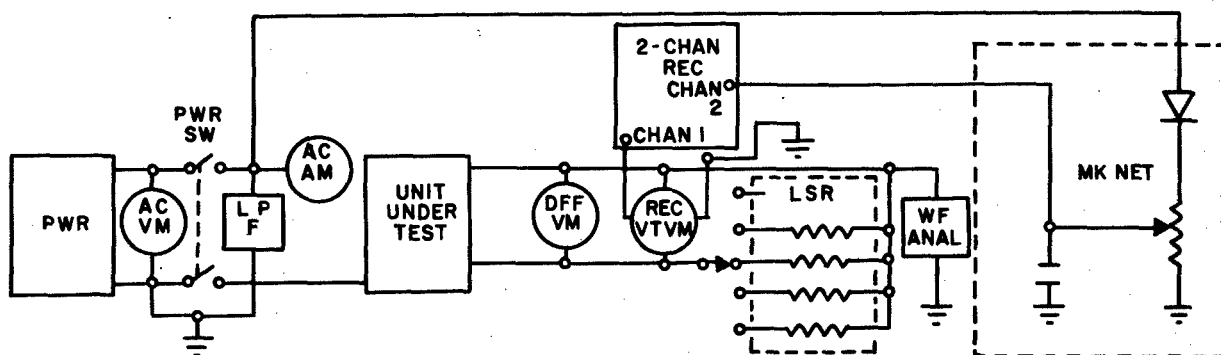 2-CHAN
REC
CHAN
2
CHAN 1
PWR
SW
PWR
AC
VM
L P
F
AC
AM
UNIT
UNDER
TEST
DFF
VM
REC
VTVM
LSR
WF
ANAL
MK NET